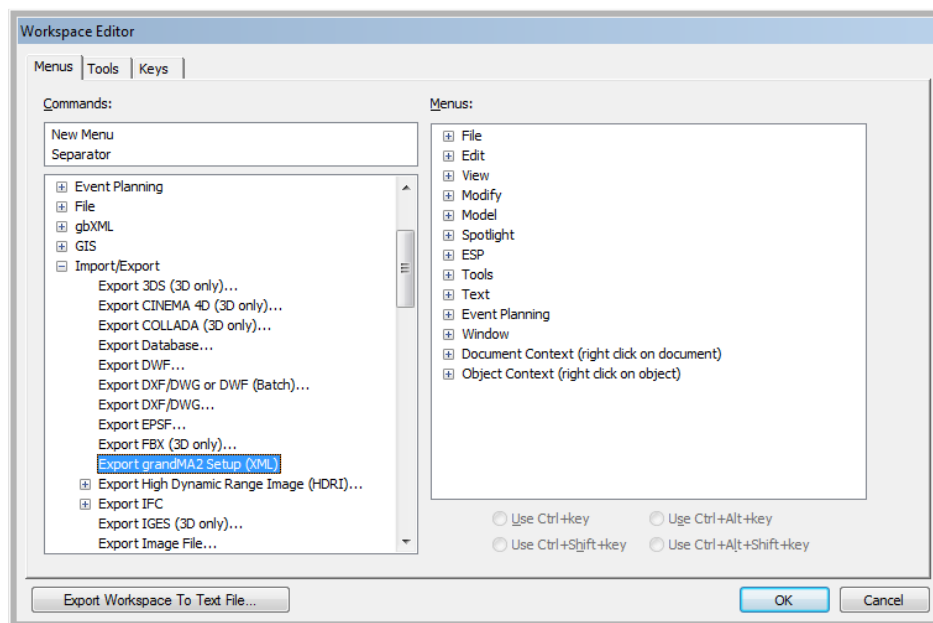 Workspace Editor
Menus Tools Keys
Commands:
New Menu
Separator
Event Planning
File
gbXML
GIS
Import/Export
Export 3DS (3D only)...
Export CINEMA 4D (3D only)...
Export COLLADA (3D only)...
Export Database...
Export DWF...
Export DXF/DWG or DWF (Batch)...
Export DXF/DWG...
Export EPSF...
Export FBX (3D only)...
Export grandMA2 Setup (XML)
Export High Dynamic Range Image (HDRI)...
Export IFC
Export IGES (3D only)...
Export Image File...
Menus:
File
Edit
View
Modify
Model
Spotlight
ESP
Tools
Text
Event Planning
Window
Document Context (right click on document)
Object Context (right click on object)
Use Ctrl+key Use Ctrl+Alt+key
Use Ctrl+Shift+key Use Ctrl+Alt+Shift+key
Export Workspace To Text File... OK Cancel